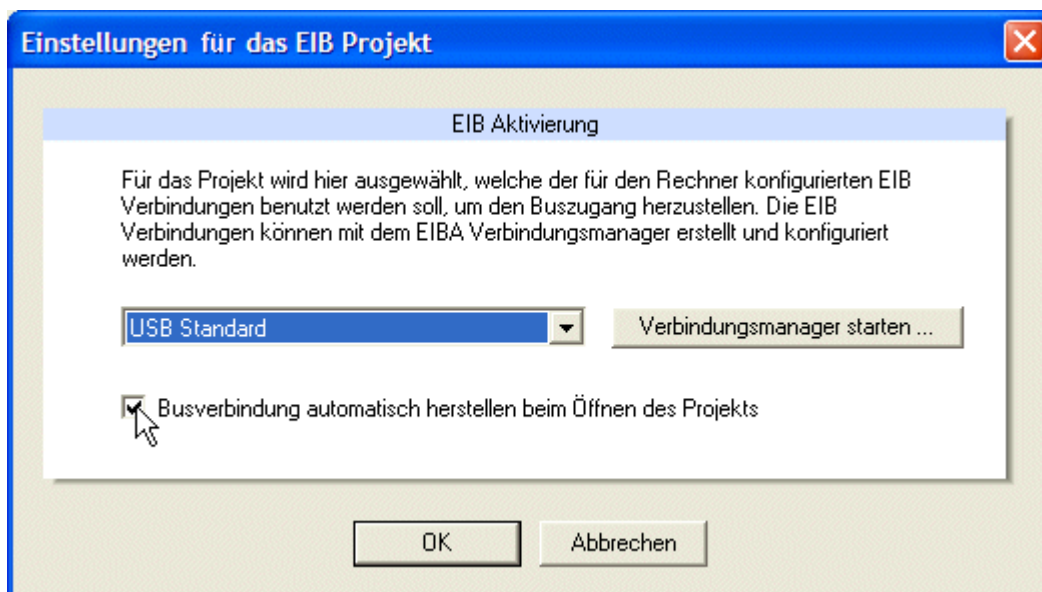 Einstellungen für das EIB Projekt
EIB Aktivierung
Für das Projekt wird hier ausgewählt, welche der für den Rechner konfigurierten EIB
Verbindungen benutzt werden soll, um den Buszugang herzustellen. Die EIB
Verbindungen können mit dem EIBA Verbindungsmanager erstellt und konfiguriert
werden.
USB Standard
Verbindungsmanager starten ...
Busverbindung automatisch herstellen beim Öffnen des Projekts
OK
Abbrechen